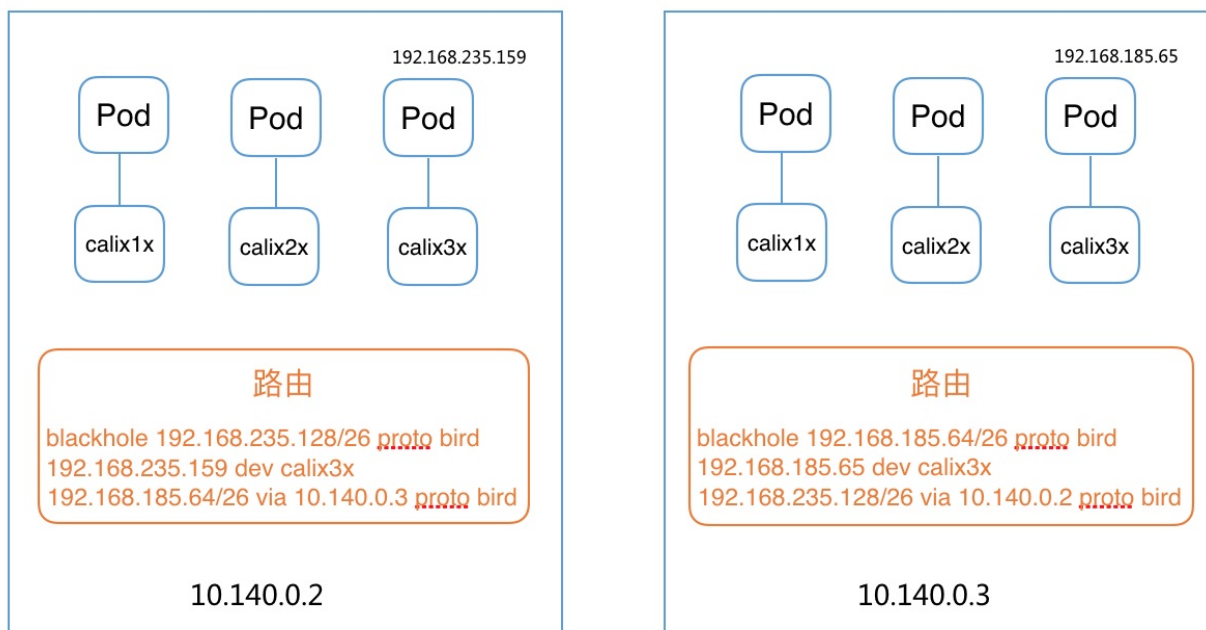 192.168.235.159
Pod
Pod
Pod
calix1x
calix2x
calix3x
路由
blackhole 192.168.235.128/26 proto bird
192.168.235.159 dev calix3x
192.168.185.64/26 via 10.140.0.3 proto bird
10.140.0.2
192.168.185.65
Pod
Pod
Pod
calix1x
calix2x
calix3x
路由
blackhole 192.168.185.64/26 proto bird
192.168.185.65 dev calix3x
192.168.235.128/26 via 10.140.0.2 proto bird
10.140.0.3